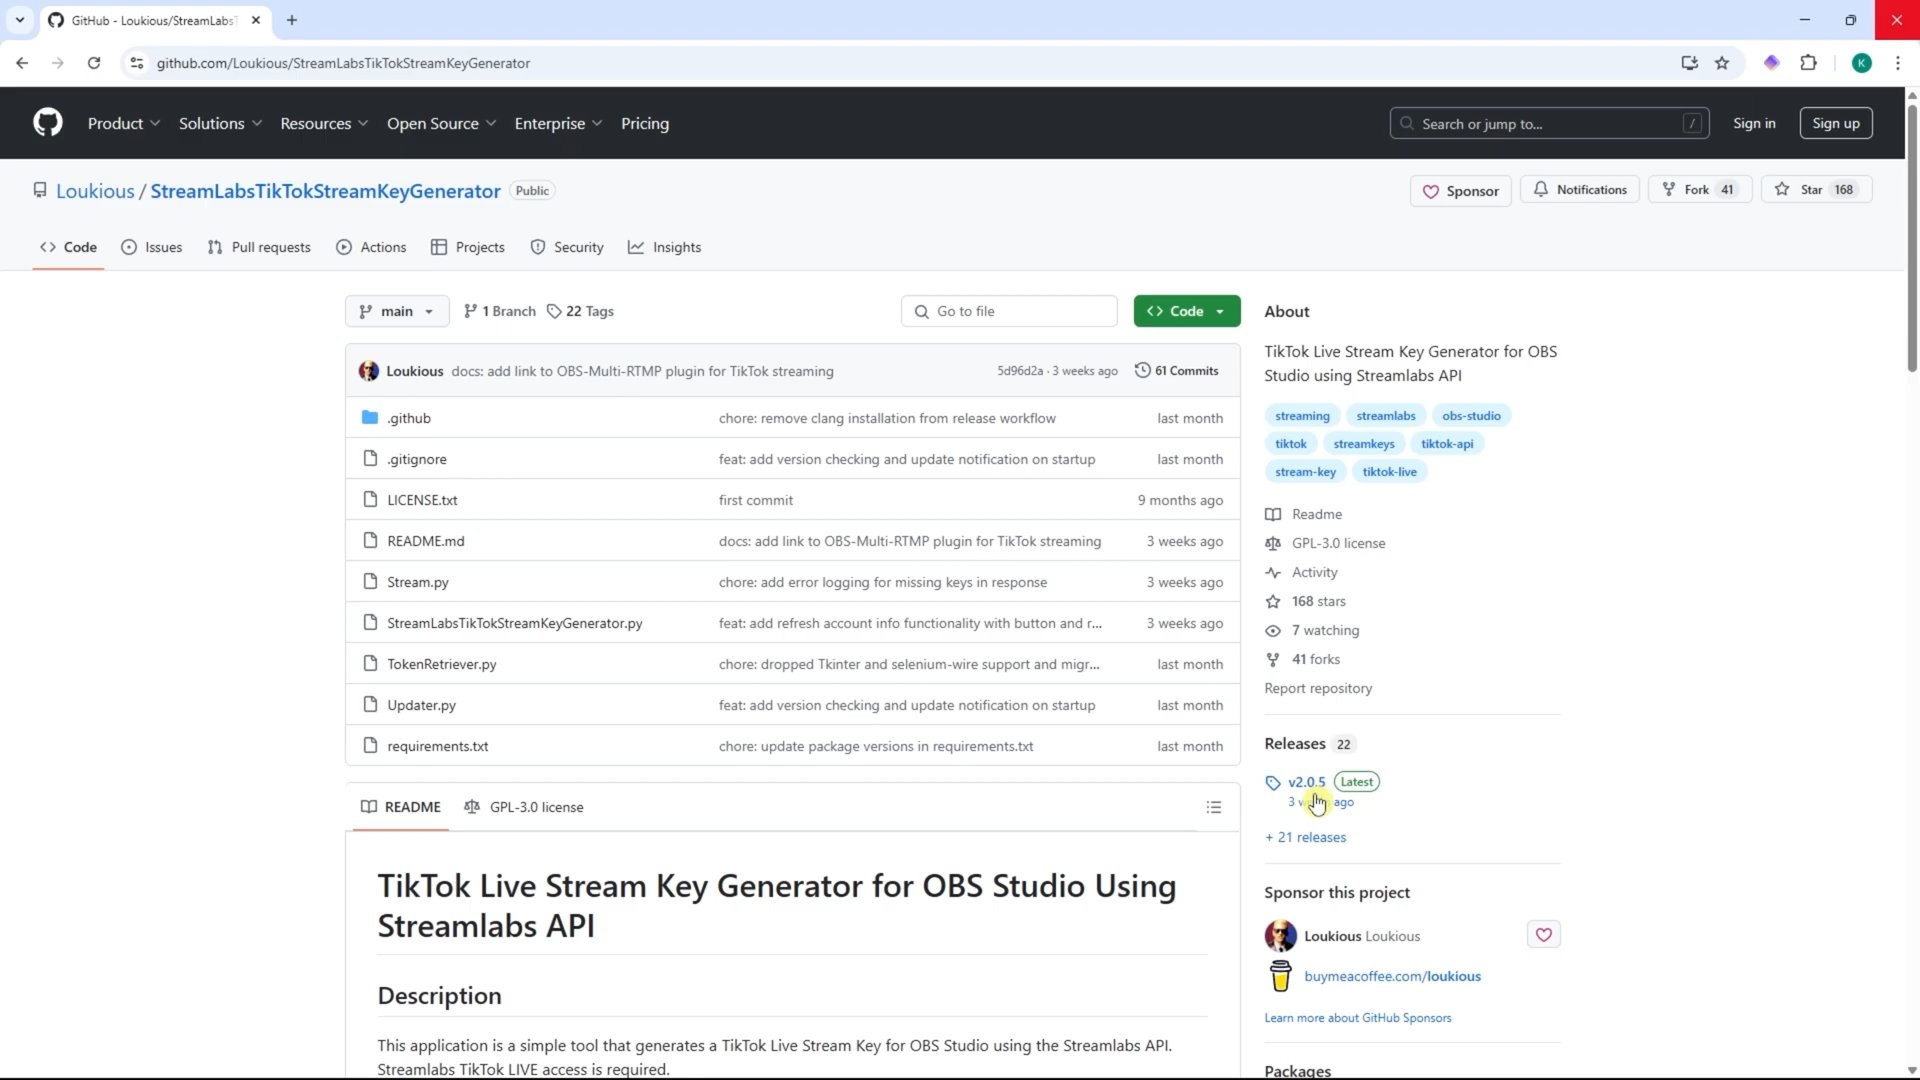 GitHub - Loukious/StreamLabsT
github.com/Loukious/StreamLabsTikTokStreamKeyGenerator
K
Product Solutions Resources Open Source Enterprise Pricing
Search or jump to... /
Sign in
Sign up
Loukious / StreamLabsTikTokStreamKeyGenerator Public
Sponsor
Notifications
Fork 41
Star 168
Code Issues Pull requests Actions Projects Security Insights
main 1 Branch 22 Tags
Go to file
Code
Loukious docs: add link to OBS-Multi-RTMP plugin for TikTok streaming 5d96d2a · 3 weeks ago 61 Commits
.github chore: remove clang installation from release workflow last month
.gitignore feat: add version checking and update notification on startup last month
LICENSE.txt first commit 9 months ago
README.md docs: add link to OBS-Multi-RTMP plugin for TikTok streaming 3 weeks ago
Stream.py chore: add error logging for missing keys in response 3 weeks ago
StreamLabsTikTokStreamKeyGenerator.py feat: add refresh account info functionality with button and r... 3 weeks ago
TokenRetriever.py chore: dropped Tkinter and selenium-wire support and migr... last month
Updater.py feat: add version checking and update notification on startup last month
requirements.txt chore: update package versions in requirements.txt last month
README GPL-3.0 license
TikTok Live Stream Key Generator for OBS Studio Using
Streamlabs API
Description
This application is a simple tool that generates a TikTok Live Stream Key for OBS Studio using the Streamlabs API.
Streamlabs TikTok LIVE access is required.
About
TikTok Live Stream Key Generator for OBS
Studio using Streamlabs API
streaming streamlabs obs-studio
tiktok streamkeys tiktok-api
stream-key tiktok-live
Readme
GPL-3.0 license
Activity
168 stars
7 watching
41 forks
Report repository
Releases 22
v2.0.5 Latest
3 ago
+ 21 releases
Sponsor this project
Loukious Loukious
buymeacoffee.com/loukious
Learn more about GitHub Sponsors
Packages